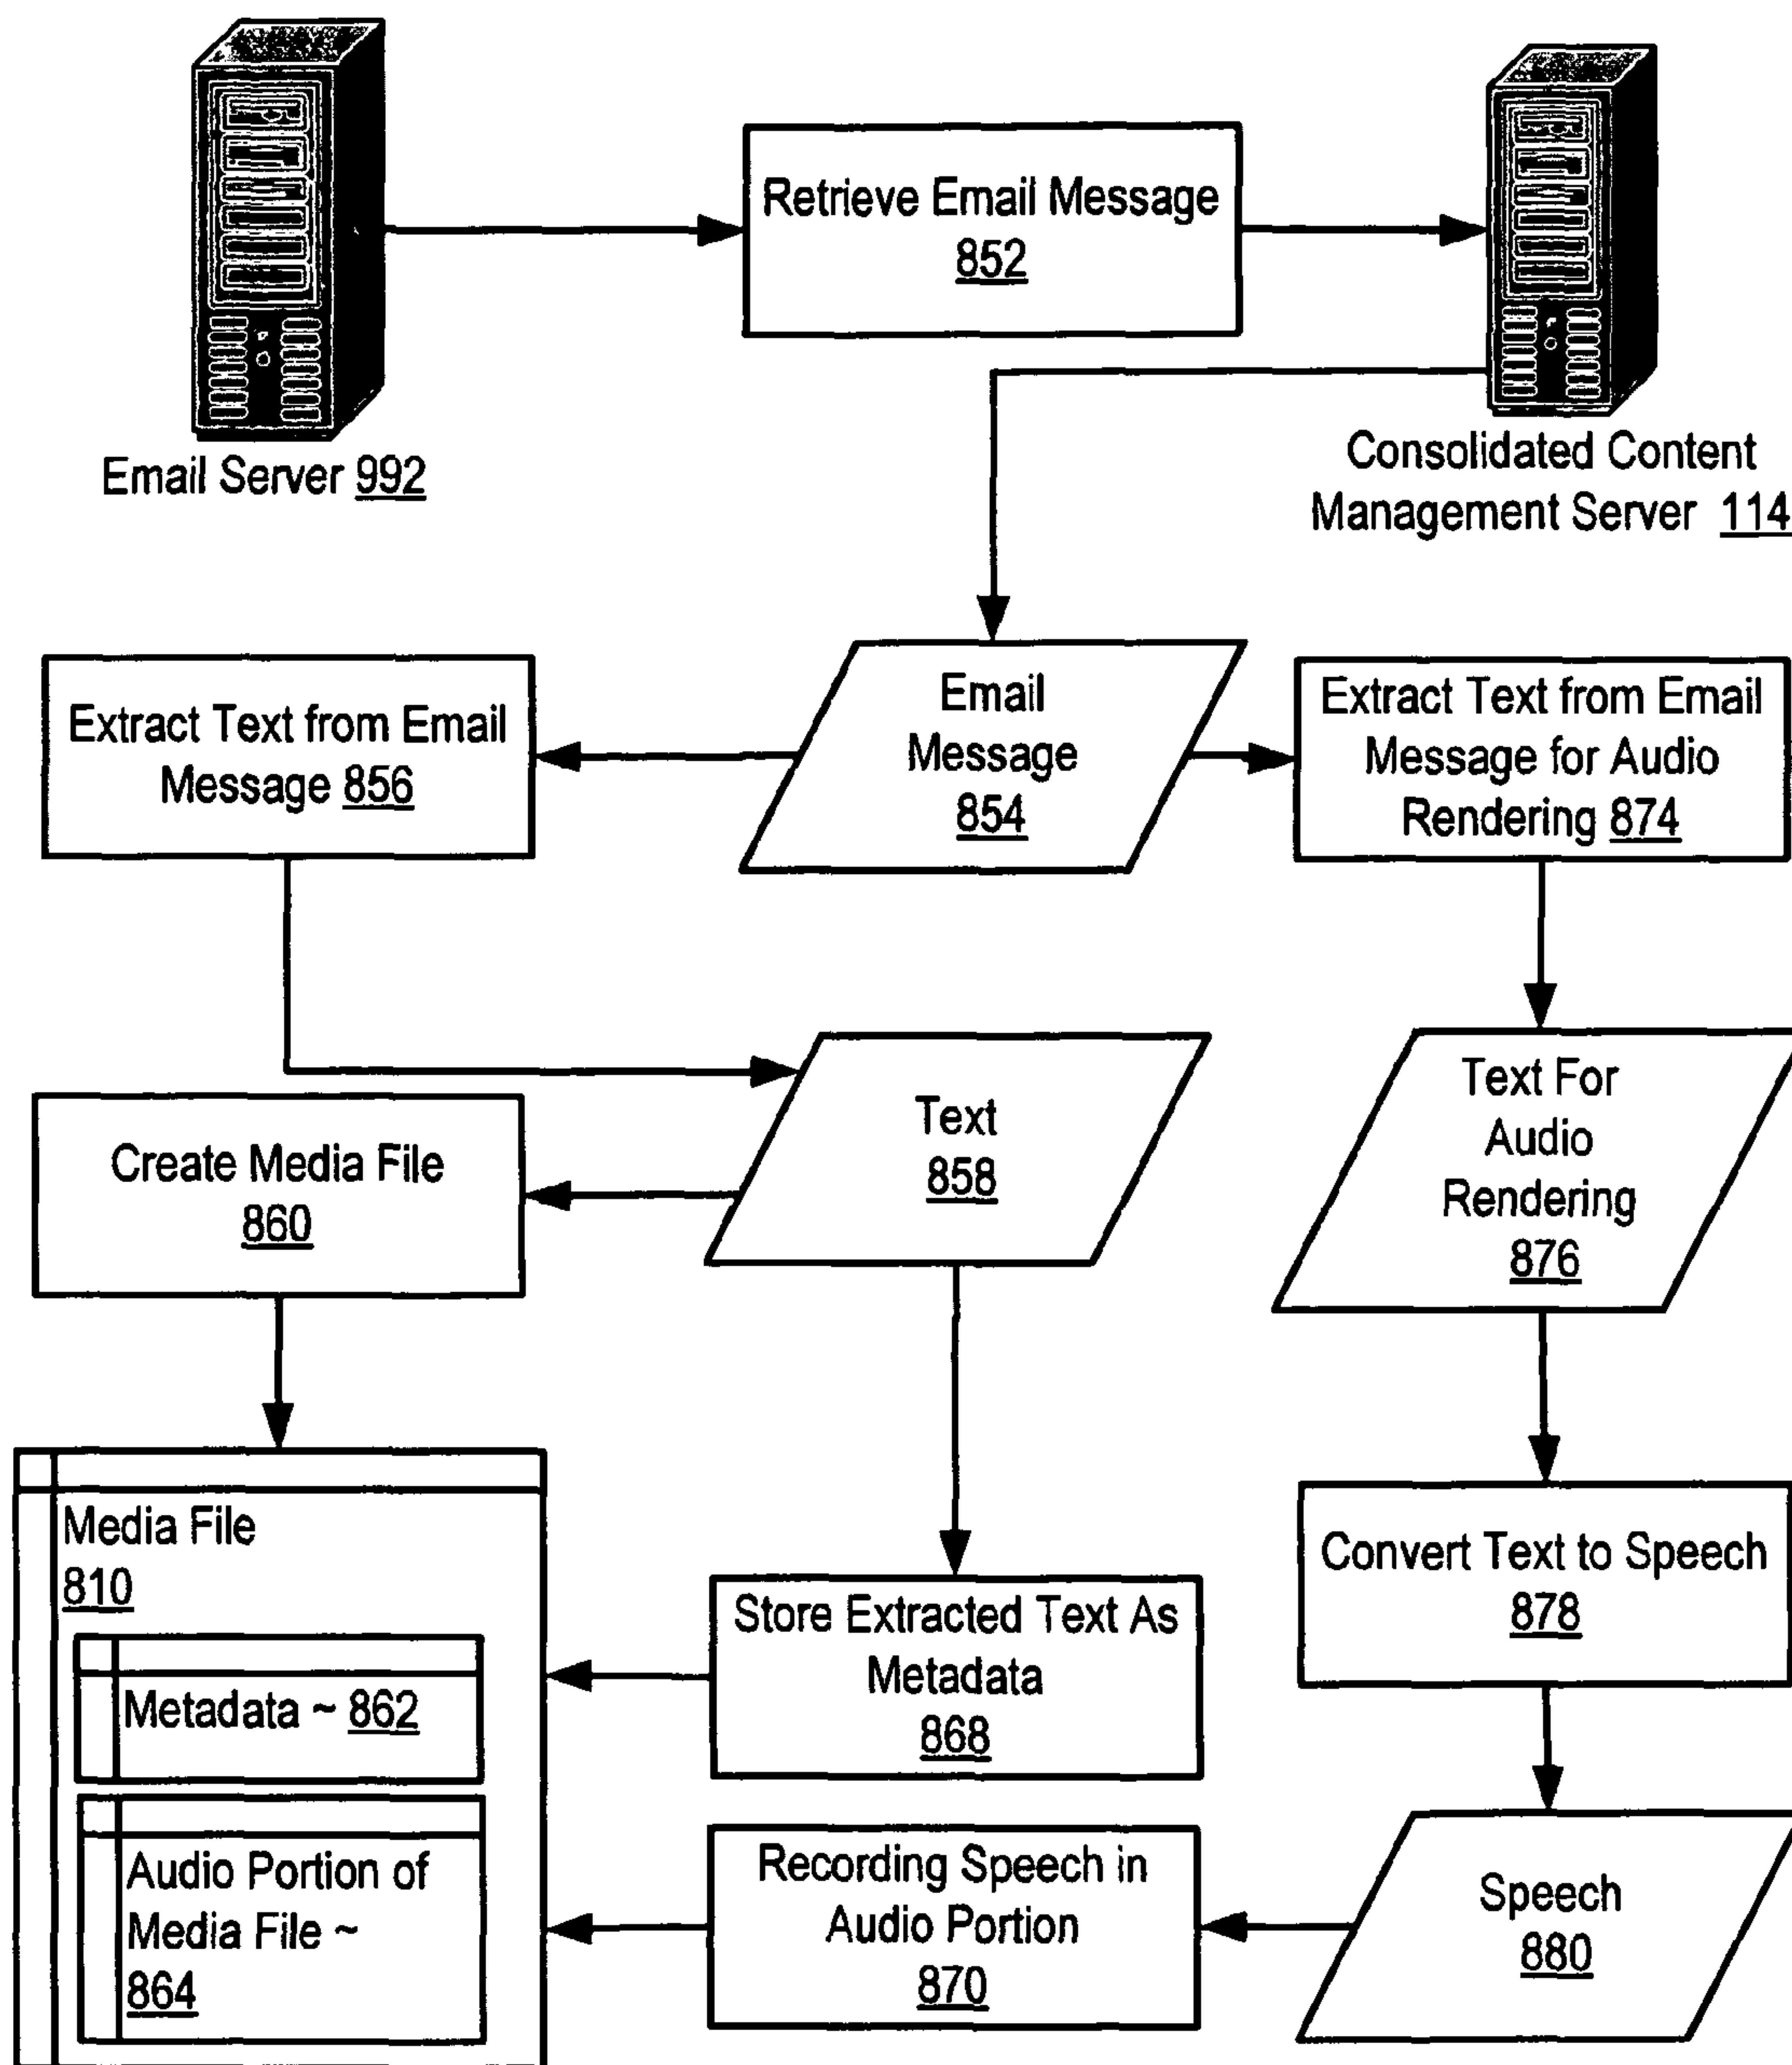 Retrieve Email Message
852
Email Server 992
Consolidated Content
Management Server 114
Extract Text from Email
Message 856
Email
Message
854
Extract Text from Email
Message for Audio
Rendering 874
Create Media File
860
Text
858
Text For
Audio
Rendering
876
Media File
810
Metadata ~ 862
Audio Portion of
Media File ~
864
Store Extracted Text As
Metadata
868
Convert Text to Speech
878
Recording Speech in
Audio Portion
870
Speech
880